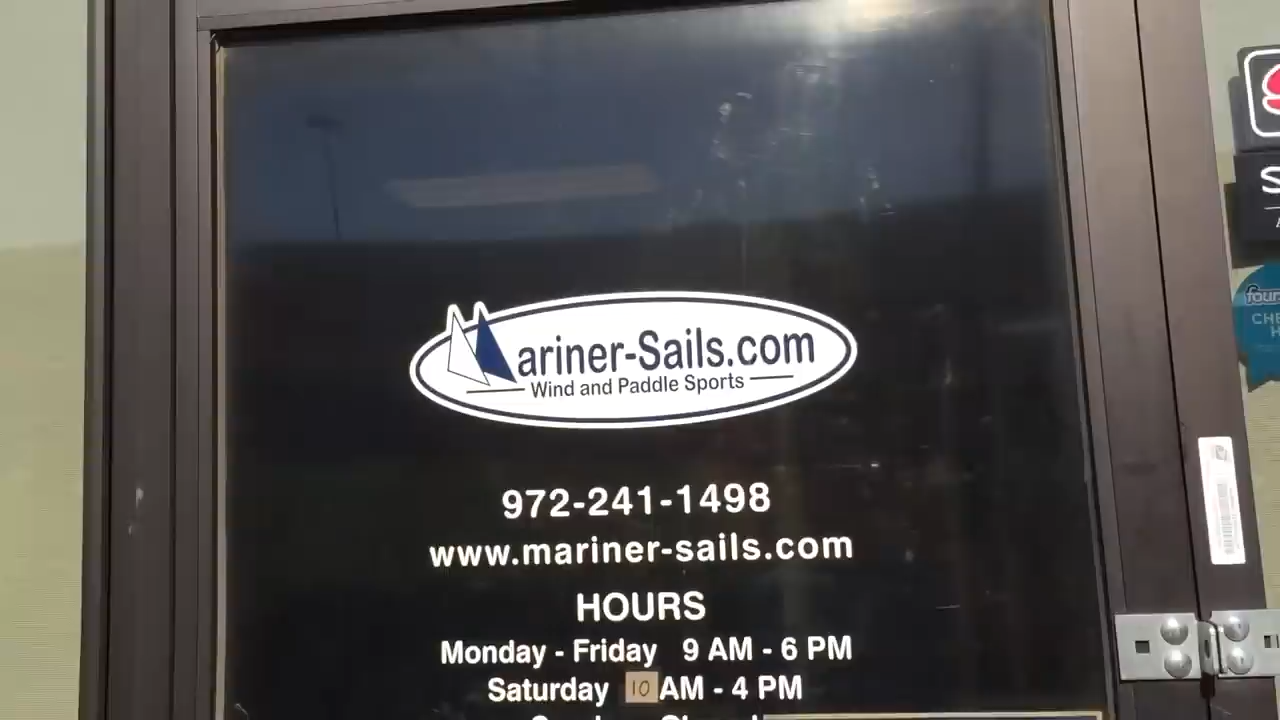 Mariner-Sails.com
Wind and Paddle Sports
972-241-1498
www.mariner-sails.com
HOURS
Monday - Friday 9 AM - 6 PM
Saturday 10 AM - 4 PM